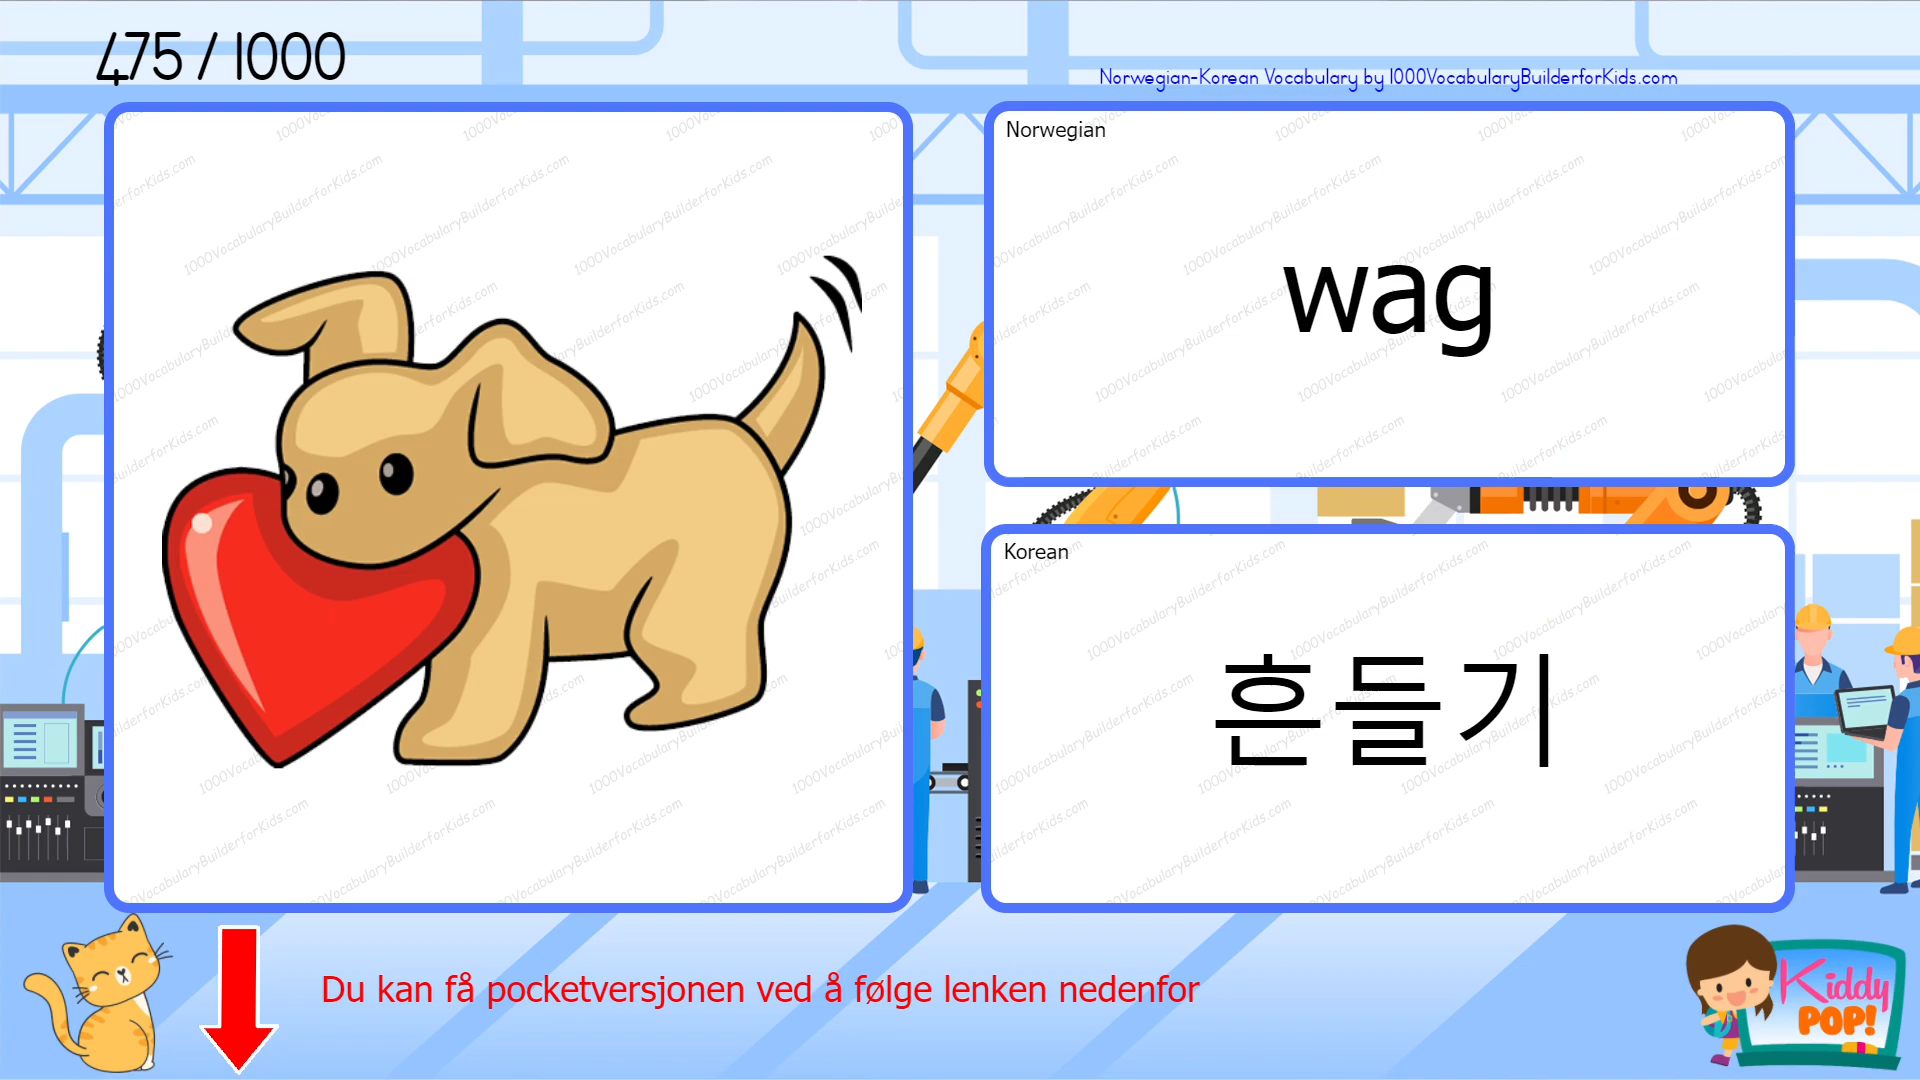 475 / 1000
Norwegian-Korean Vocabulary by 1000VocabularyBuilderforKids.com
Norwegian
wag
Korean
흔들기
Du kan få pocketversjonen ved å følge lenken nedenfor
Kiddy
POP!